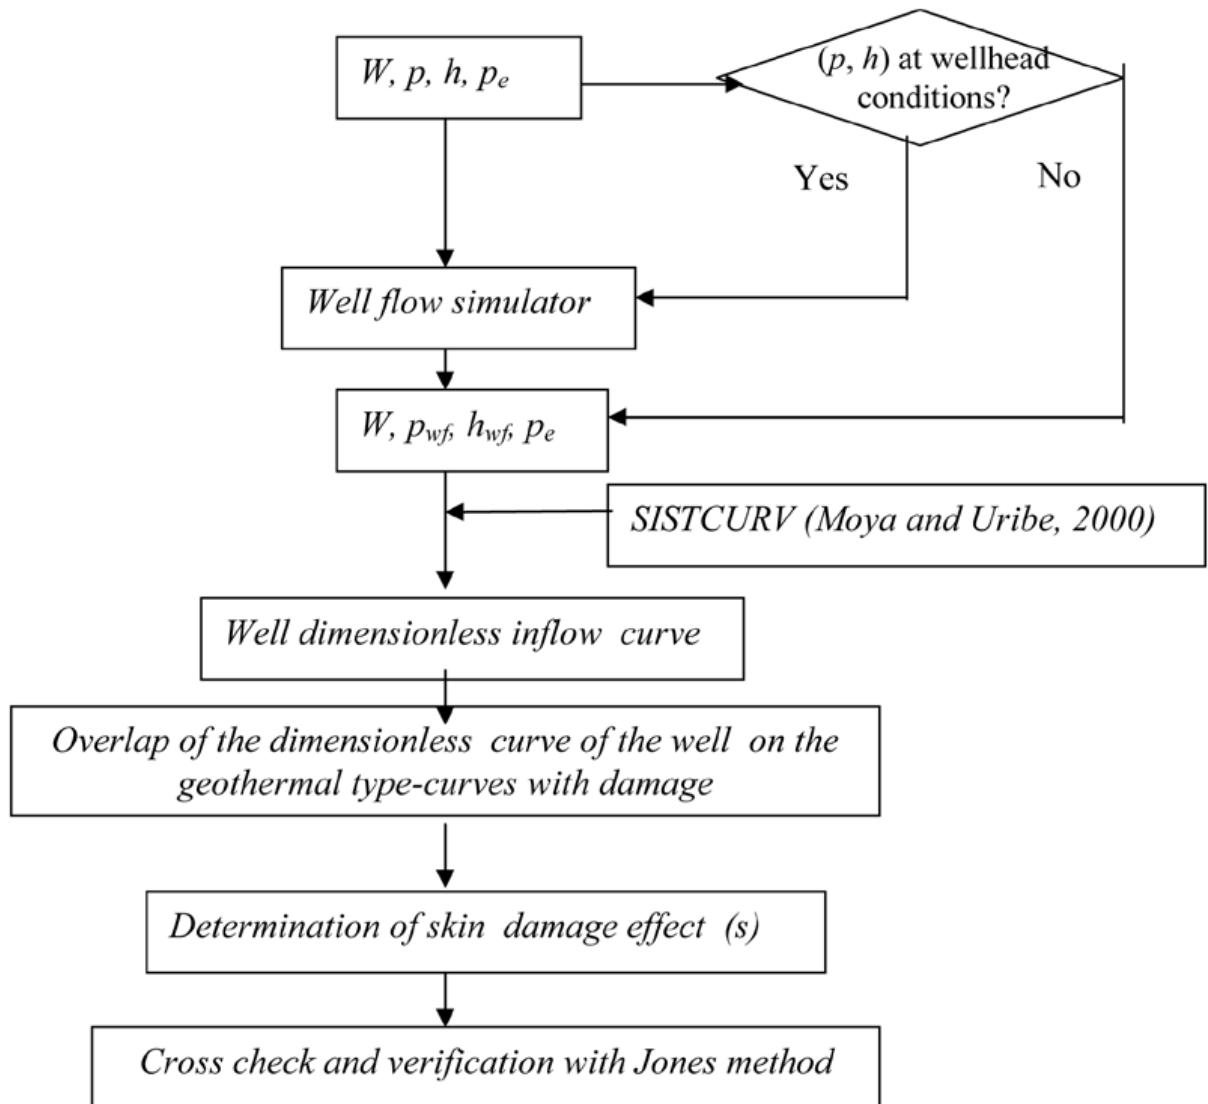 W, p, h, pₑ
(p, h) at wellhead
conditions?
Yes
No
Well flow simulator
W, p_wf, h_wf, pₑ
SISTCURV (Moya and Uribe, 2000)
Well dimensionless inflow curve
Overlap of the dimensionless curve of the well on the
geothermal type-curves with damage
Determination of skin damage effect (s)
Cross check and verification with Jones method